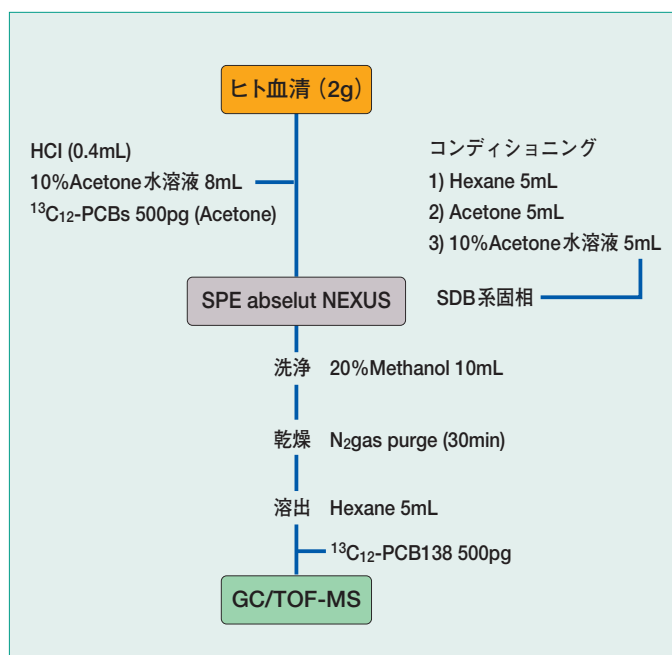 ヒト血清（2g）
HCl (0.4mL)
10%Acetone水溶液 8mL
¹³C₁₂-PCBs 500pg (Acetone)
コンディショニング
1) Hexane 5mL
2) Acetone 5mL
3) 10%Acetone水溶液 5mL
SDB系固相
SPE abselut NEXUS
洗浄 20%Methanol 10mL
乾燥 N₂gas purge (30min)
溶出 Hexane 5mL
¹³C₁₂-PCB138 500pg
GC/TOF-MS